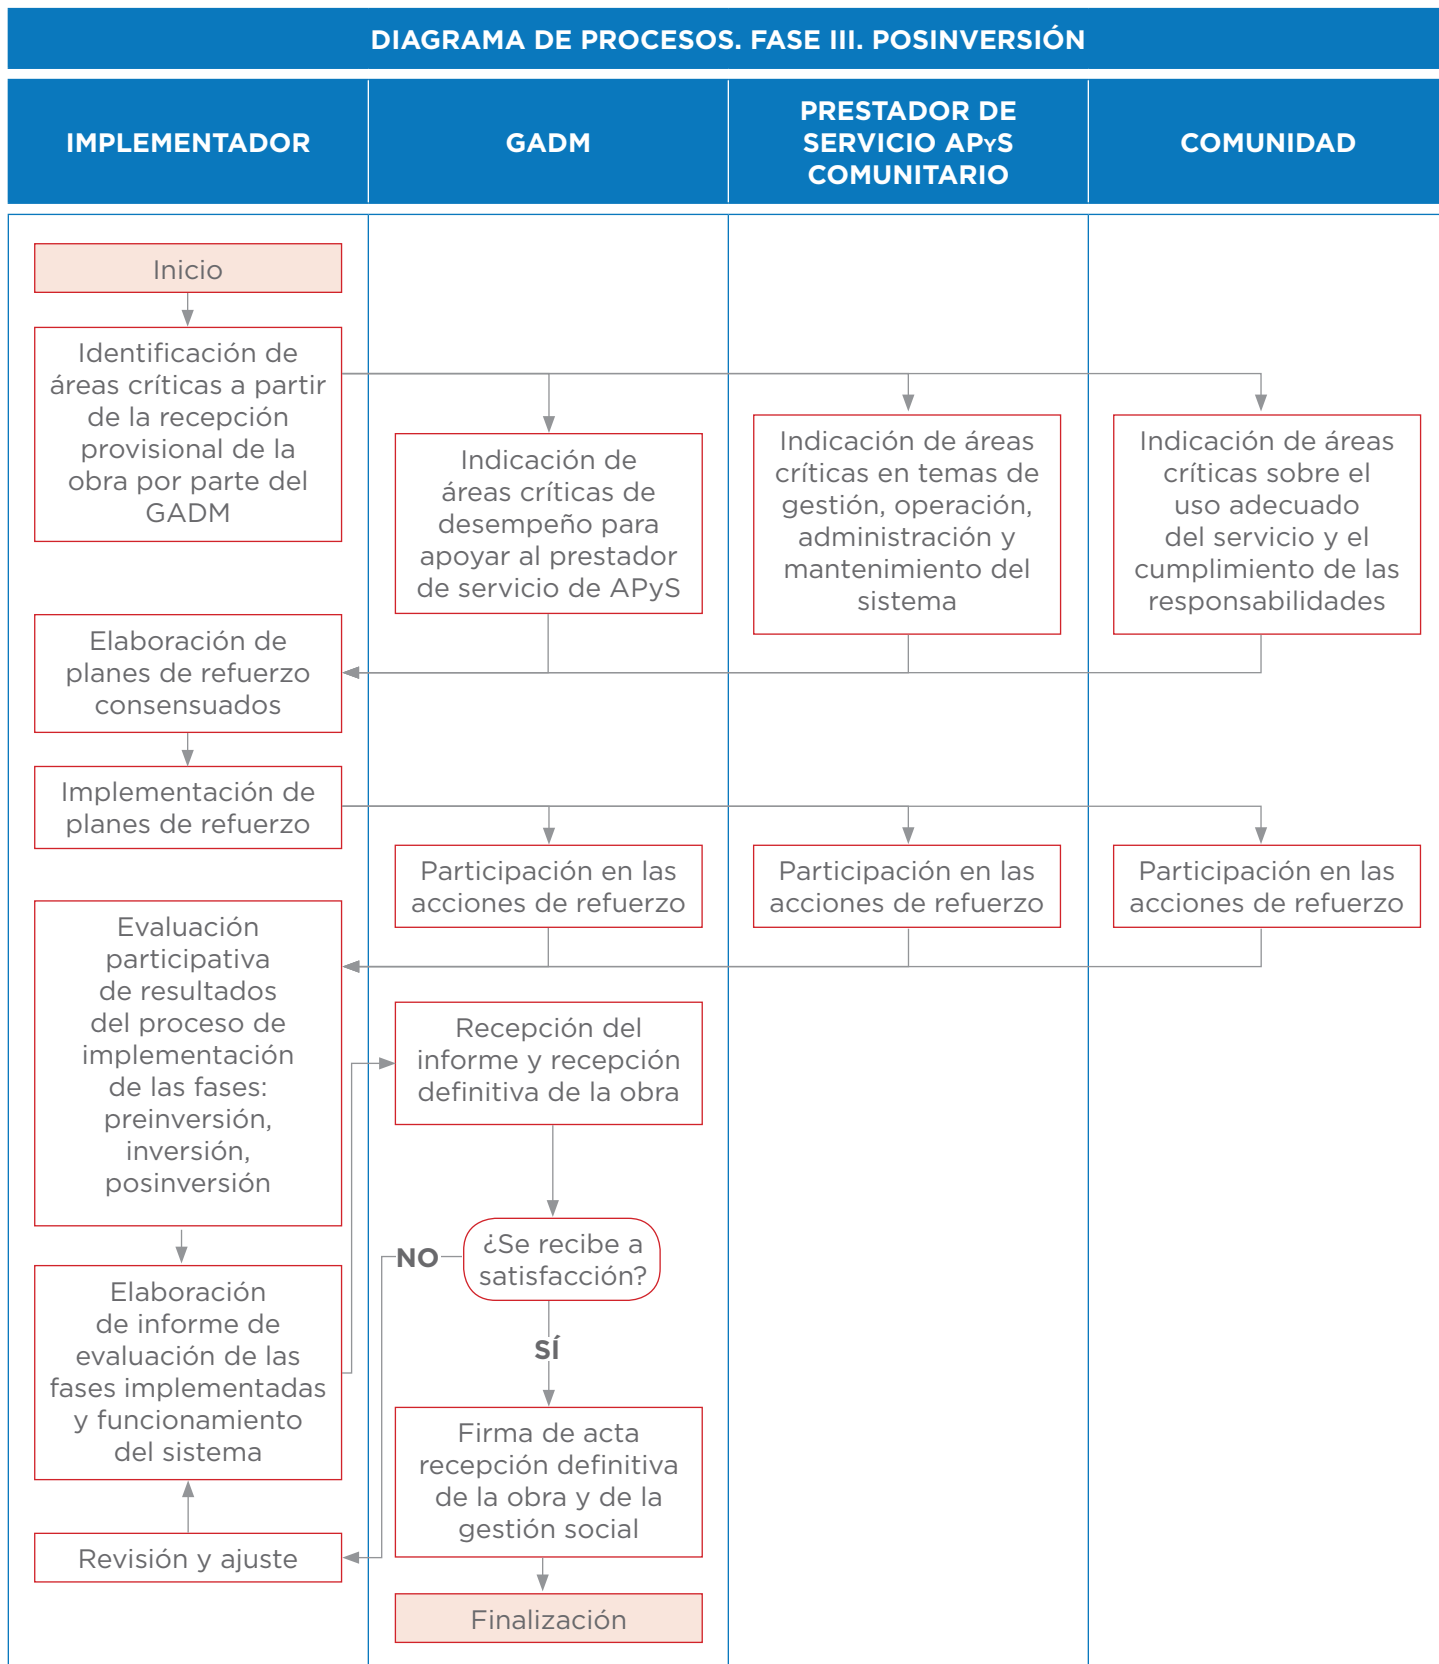 DIAGRAMA DE PROCESOS. FASE III. POSINVERSIÓN
IMPLEMENTADOR
GADM
PRESTADOR DE
SERVICIO APYS
COMUNITARIO
COMUNIDAD
Inicio
Identificación de
áreas críticas a partir
de la recepción
provisional de la
obra por parte del
GADM
Indicación de
áreas críticas de
desempeño para
apoyar al prestador
de servicio de APyS
Indicación de áreas
críticas en temas de
gestión, operación,
administración y
mantenimiento del
sistema
Indicación de áreas
críticas sobre el
uso adecuado
del servicio y el
cumplimiento de las
responsabilidades
Elaboración de
planes de refuerzo
consensuados
Implementación de
planes de refuerzo
Participación en las
acciones de refuerzo
Participación en las
acciones de refuerzo
Participación en las
acciones de refuerzo
Evaluación
participativa
de resultados
del proceso de
implementación
de las fases:
preinversión,
inversión,
posinversión
Elaboración
de informe de
evaluación de las
fases implementadas
y funcionamiento
del sistema
Recepción del
informe y recepción
definitiva de la obra
¿Se recibe a
satisfacción?
NO
SÍ
Revisión y ajuste
Firma de acta
recepción definitiva
de la obra y de la
gestión social
Finalización